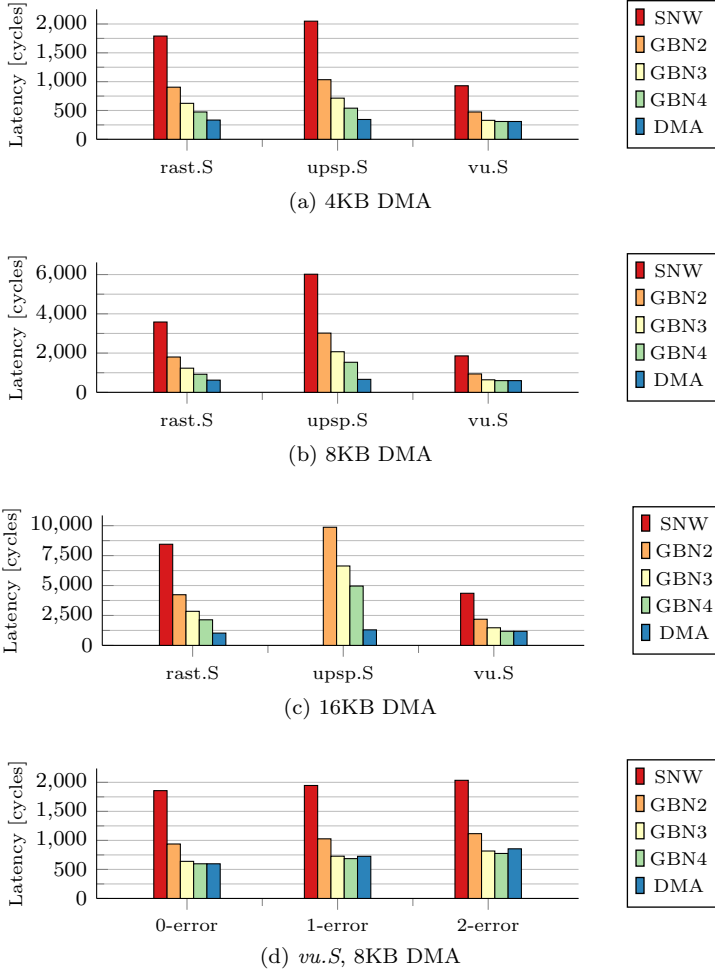 2,000
1,500
1,000
500
0
Latency [cycles]
rast.S
upsp.S
vu.S
SNW
GBN2
GBN3
GBN4
DMA
(a) 4KB DMA
6,000
4,000
2,000
0
Latency [cycles]
rast.S
upsp.S
vu.S
SNW
GBN2
GBN3
GBN4
DMA
(b) 8KB DMA
10,000
7,500
5,000
2,500
0
Latency [cycles]
rast.S
upsp.S
vu.S
SNW
GBN2
GBN3
GBN4
DMA
(c) 16KB DMA
2,000
1,500
1,000
500
0
Latency [cycles]
0-error
1-error
2-error
SNW
GBN2
GBN3
GBN4
DMA
(d) vu.S, 8KB DMA